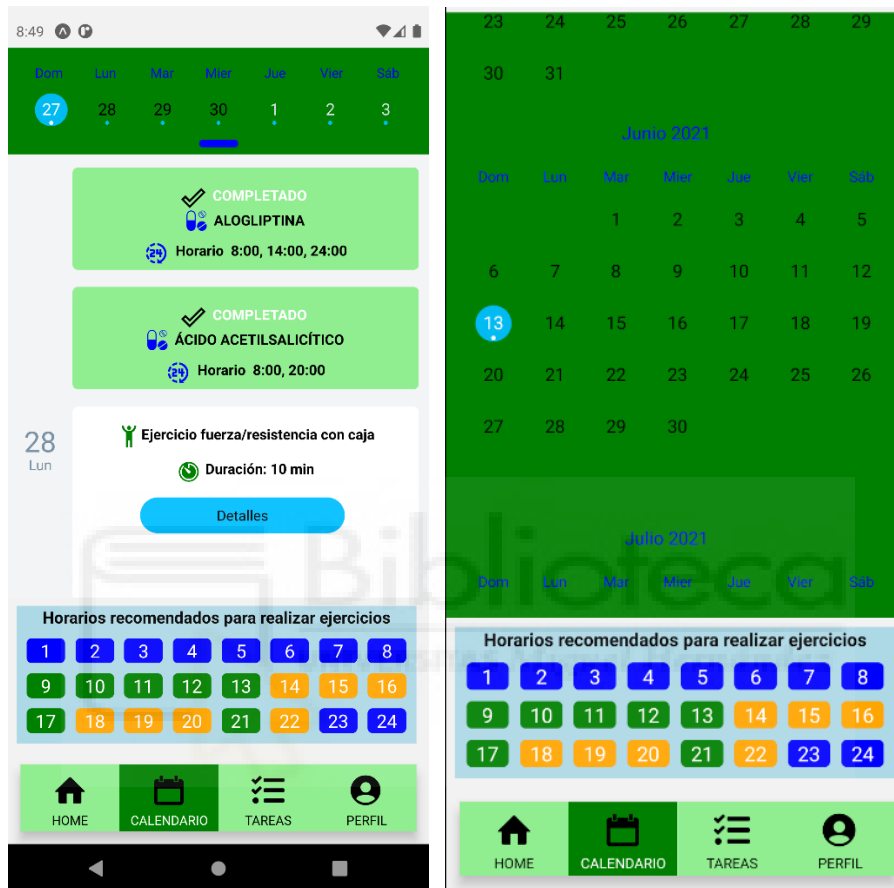 8:49
Dom Lun Mar Mier Jue Vier Sáb
27 28 29 30 1 2 3
COMPLETADO
ALOGLIPTINA
24 Horario 8:00, 14:00, 24:00
COMPLETADO
ÁCIDO ACETILSALICÍTICO
24 Horario 8:00, 20:00
28
Lun
Ejercicio fuerza/resistencia con caja
Duración: 10 min
Detalles
Horarios recomendados para realizar ejercicios
1 2 3 4 5 6 7 8
9 10 11 12 13 14 15 16
17 18 19 20 21 22 23 24
HOME CALENDARIO TAREAS PERFIL
23 24 25 26 27 28 29
30 31
Junio 2021
Dom Lun Mar Mier Jue Vier Sáb
1 2 3 4 5
6 7 8 9 10 11 12
13 14 15 16 17 18 19
20 21 22 23 24 25 26
27 28 29 30
Julio 2021
Dom Lun Mar Mier Jue Vier Sáb
Horarios recomendados para realizar ejercicios
1 2 3 4 5 6 7 8
9 10 11 12 13 14 15 16
17 18 19 20 21 22 23 24
HOME CALENDARIO TAREAS PERFIL
Biblioteca